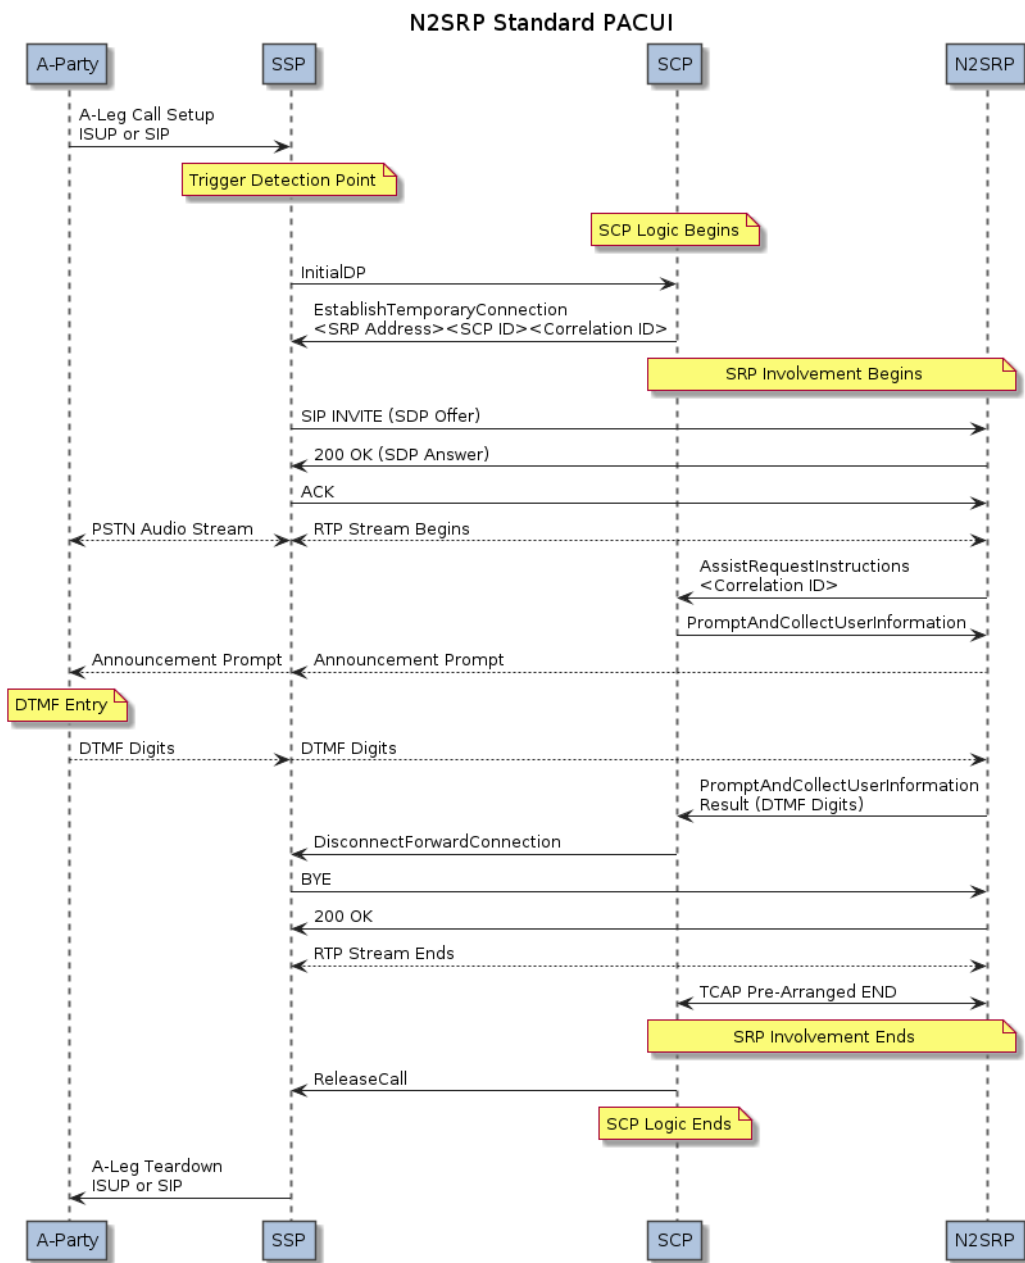 N2SRP Standard PACUI
A-Party
SSP
SCP
N2SRP
A-Leg Call Setup
ISUP or SIP
Trigger Detection Point
SCP Logic Begins
InitialDP
EstablishTemporaryConnection
<SRP Address><SCP ID><Correlation ID>
SRP Involvement Begins
SIP INVITE (SDP Offer)
200 OK (SDP Answer)
ACK
PSTN Audio Stream
RTP Stream Begins
AssistRequestInstructions
<Correlation ID>
PromptAndCollectUserInformation
Announcement Prompt
Announcement Prompt
DTMF Entry
DTMF Digits
DTMF Digits
PromptAndCollectUserInformation
Result (DTMF Digits)
DisconnectForwardConnection
BYE
200 OK
RTP Stream Ends
TCAP Pre-Arranged END
SRP Involvement Ends
ReleaseCall
SCP Logic Ends
A-Leg Teardown
ISUP or SIP
A-Party
SSP
SCP
N2SRP